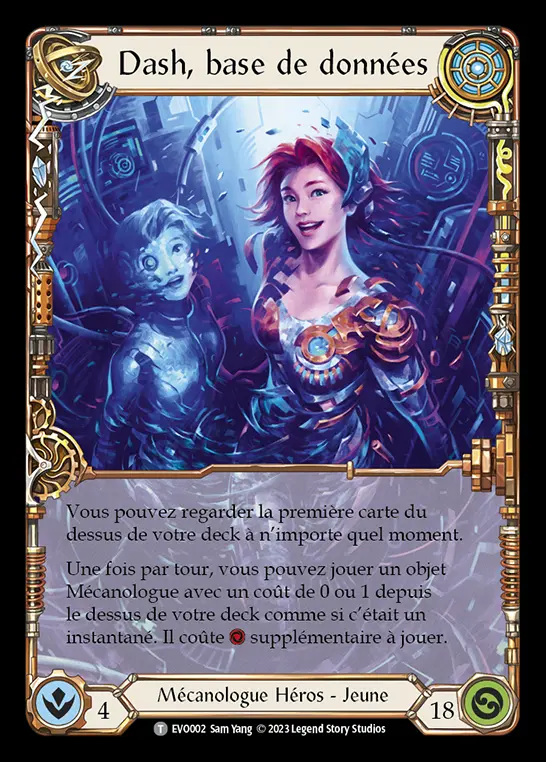 Dash, base de données
Vous pouvez regarder la première carte du
dessus de votre deck à n'importe quel moment.
Une fois par tour, vous pouvez jouer un objet
Mécanologue avec un coût de 0 ou 1 depuis
le dessus de votre deck comme si c'était un
instantané. Il coûte supplémentaire à jouer.
Mécanologue Héros - Jeune
4
18
T EVO002 Sam Yang © 2023 Legend Story Studios